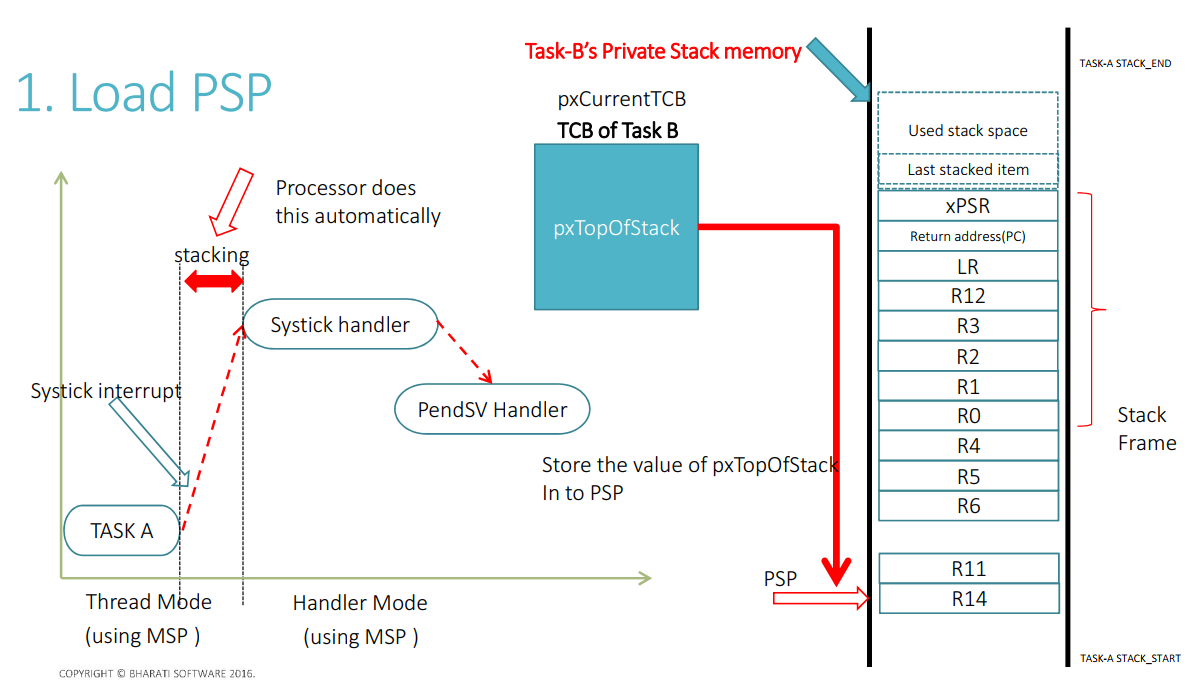 1. Load PSP
Processor does
this automatically
stacking
Systick handler
Systick interrupt
PendSV Handler
TASK A
Thread Mode
(using MSP )
Handler Mode
(using MSP )
COPYRIGHT © BHARATI SOFTWARE 2016.
Task-B’s Private Stack memory
pxCurrentTCB
TCB of Task B
pxTopOfStack
Store the value of pxTopOfStack
In to PSP
PSP
TASK-A STACK_END
Used stack space
Last stacked item
xPSR
Return address(PC)
LR
R12
R3
R2
R1
R0
R4
R5
R6
R11
R14
Stack
Frame
TASK-A STACK_START